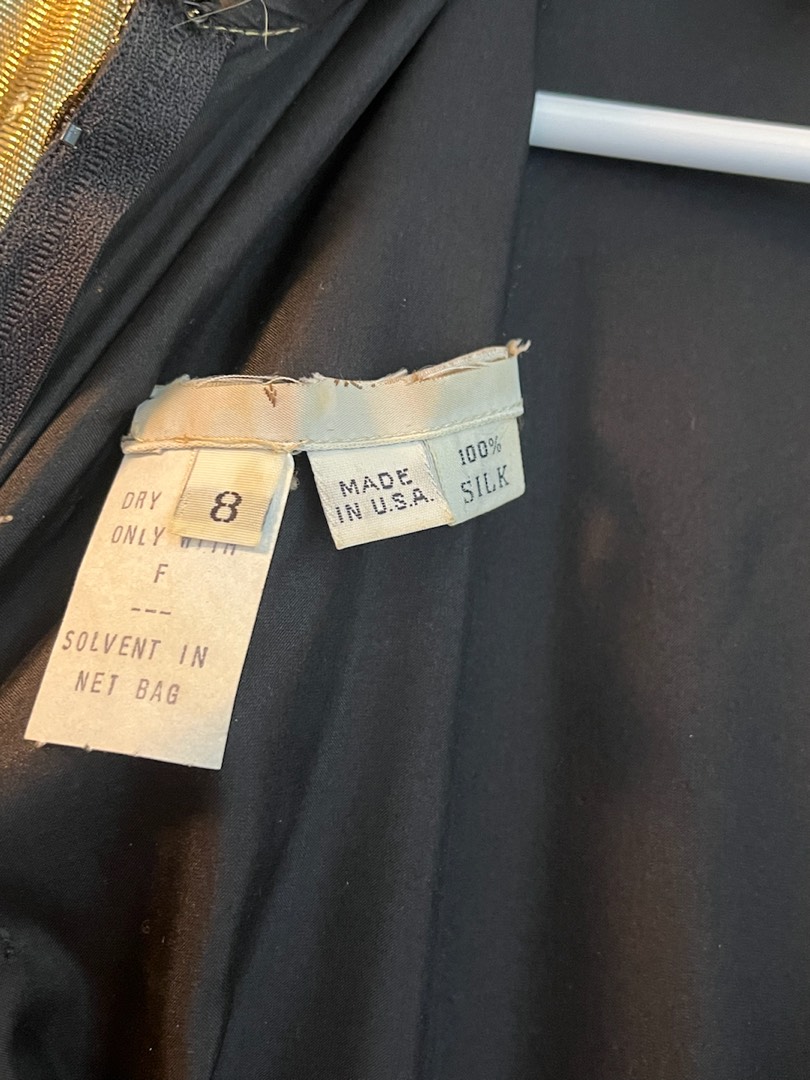 DRY
ONLY WITH
F
---
SOLVENT IN
NET BAG
8
MADE
IN U.S.A.
100%
SILK